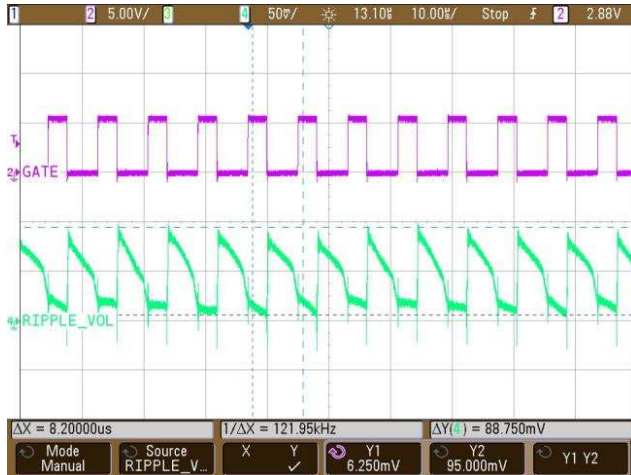 1 2 5.00V/ 3 4 50mV/ 13.10us 10.00us/ Stop 2 2.88V
T
2 GATE
4 RIPPLE_VOL
ΔX = 8.20000us 1/ΔX = 121.95kHz ΔY(4) = 88.750mV
Mode Source X Y Y1 Y2 Y1 Y2
Manual RIPPLE_V... ✓ 6.250mV 95.000mV